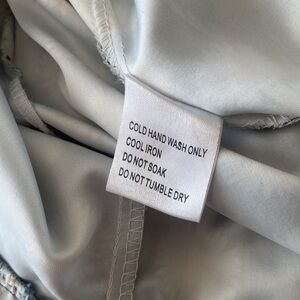 COLD HAND WASH ONLY
COOL IRON
DO NOT SOAK
DO NOT TUMBLE DRY